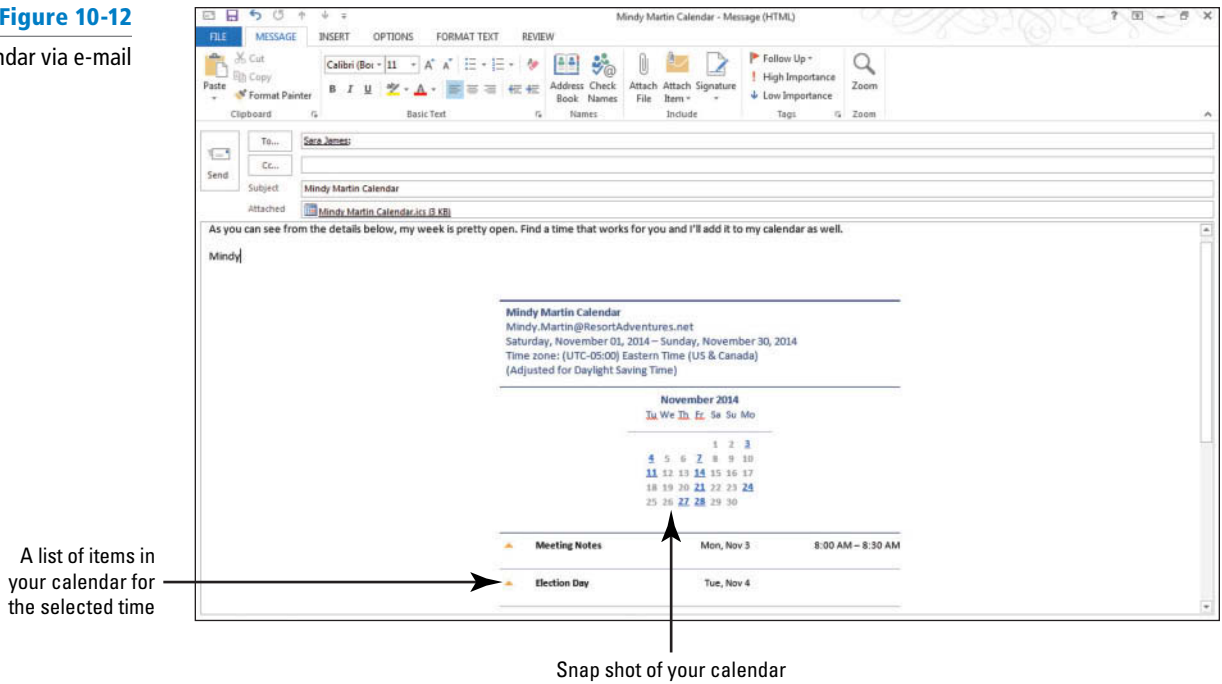 Figure 10-12
ndar via e-mail
Mindy Martin Calendar - Message (HTML)
FILE MESSAGE INSERT OPTIONS FORMAT TEXT REVIEW
Paste
Cut
Copy
Format Painter
Clipboard
Calibri (Bo 11
B I U
Basic Text
Address Book
Check Names
Names
Attach File
Attach Item
Signature
Include
Follow Up
High Importance
Low Importance
Tags
Zoom
Zoom
Send
To... Sara James;
Cc...
Subject Mindy Martin Calendar
Attached Mindy Martin Calendar.ics (3 KB)
As you can see from the details below, my week is pretty open. Find a time that works for you and I'll add it to my calendar as well.
Mindy
Mindy Martin Calendar
Mindy.Martin@ResortAdventures.net
Saturday, November 01, 2014 – Sunday, November 30, 2014
Time zone: (UTC-05:00) Eastern Time (US & Canada)
(Adjusted for Daylight Saving Time)
November 2014
Tu We Th Fr Sa Su Mo
1 2 3
4 5 6 7 8 9 10
11 12 13 14 15 16 17
18 19 20 21 22 23 24
25 26 27 28 29 30
Meeting Notes Mon, Nov 3 8:00 AM – 8:30 AM
Election Day Tue, Nov 4
A list of items in
your calendar for
the selected time
Snap shot of your calendar